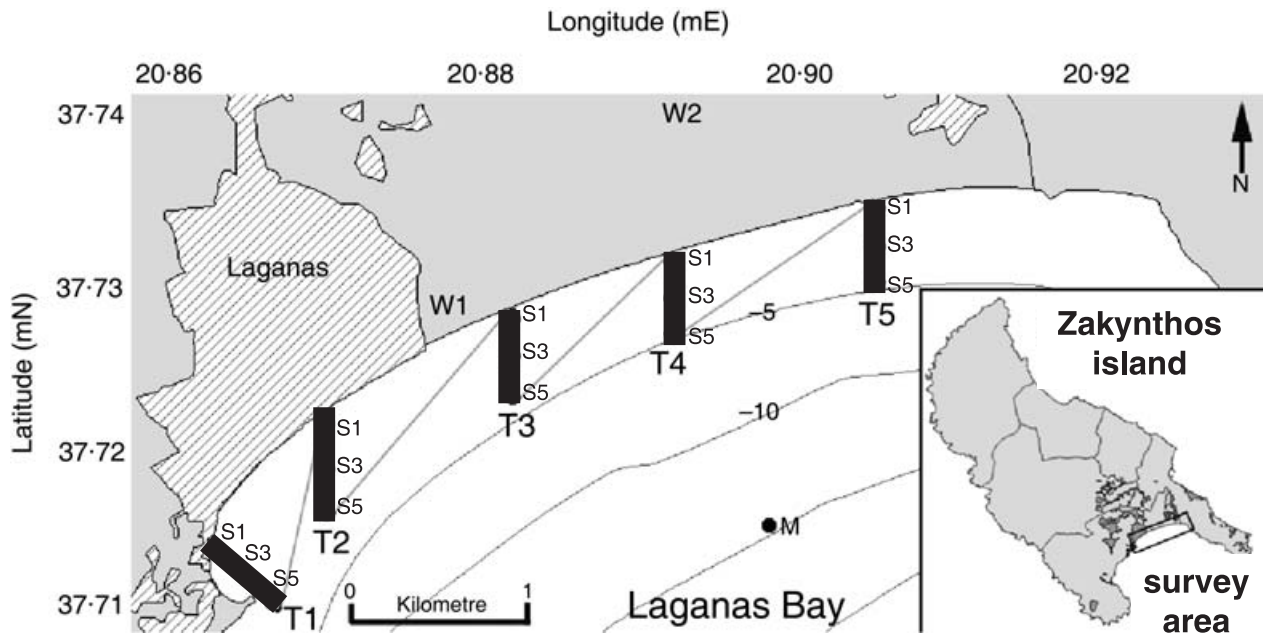 Longitude (mE)
20·86 20·88 20·90 20·92
37·74
37·73
37·72
37·71
Latitude (mN)
W2
N
Laganas
W1
S1
S3
S5
T5
S1
S3
S5
T4
S1
S3
S5
T3
S1
S3
S5
T2
S1
S3
S5
T1
–5
–10
M
0 1
Kilometre
Laganas Bay
Zakynthos
island
survey
area